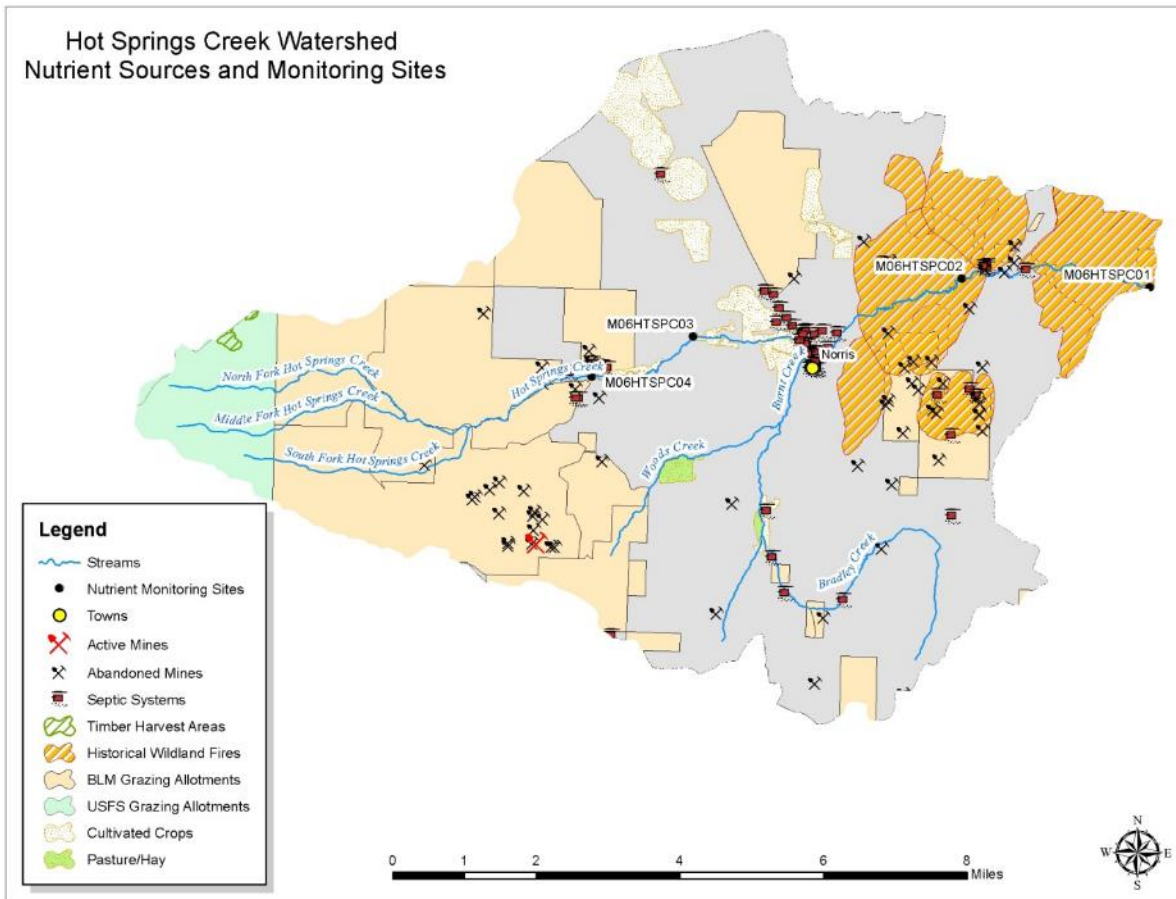 Hot Springs Creek Watershed
Nutrient Sources and Monitoring Sites
M06HTSPC02
M06HTSPC01
M06HTSPC03
Norris
M06HTSPC04
Hot Springs Creek
Burnt Creek
North Fork Hot Springs Creek
Middle Fork Hot Springs Creek
South Fork Hot Springs Creek
Woods Creek
Bradley Creek
Legend
Streams
Nutrient Monitoring Sites
Towns
Active Mines
Abandoned Mines
Septic Systems
Timber Harvest Areas
Historical Wildland Fires
BLM Grazing Allotments
USFS Grazing Allotments
Cultivated Crops
Pasture/Hay
0 1 2 4 6 8
Miles
N
W E
S